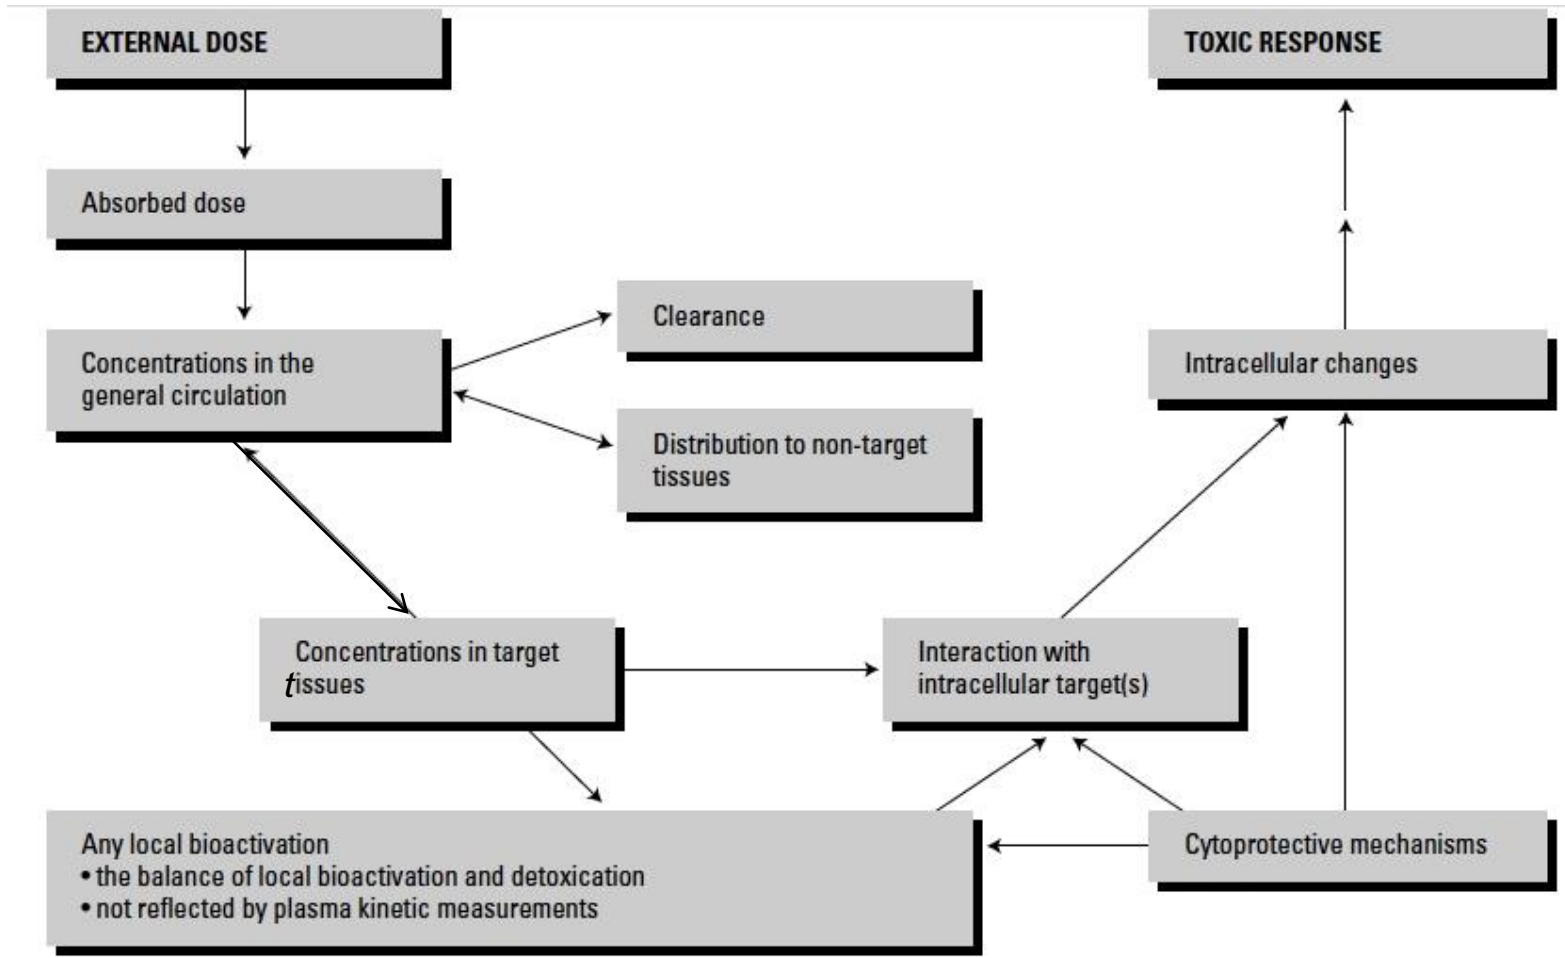 EXTERNAL DOSE
TOXIC RESPONSE
Absorbed dose
Clearance
Concentrations in the
general circulation
Intracellular changes
Distribution to non-target
tissues
Concentrations in target
tissues
Interaction with
intracellular target(s)
Any local bioactivation
• the balance of local bioactivation and detoxication
• not reflected by plasma kinetic measurements
Cytoprotective mechanisms